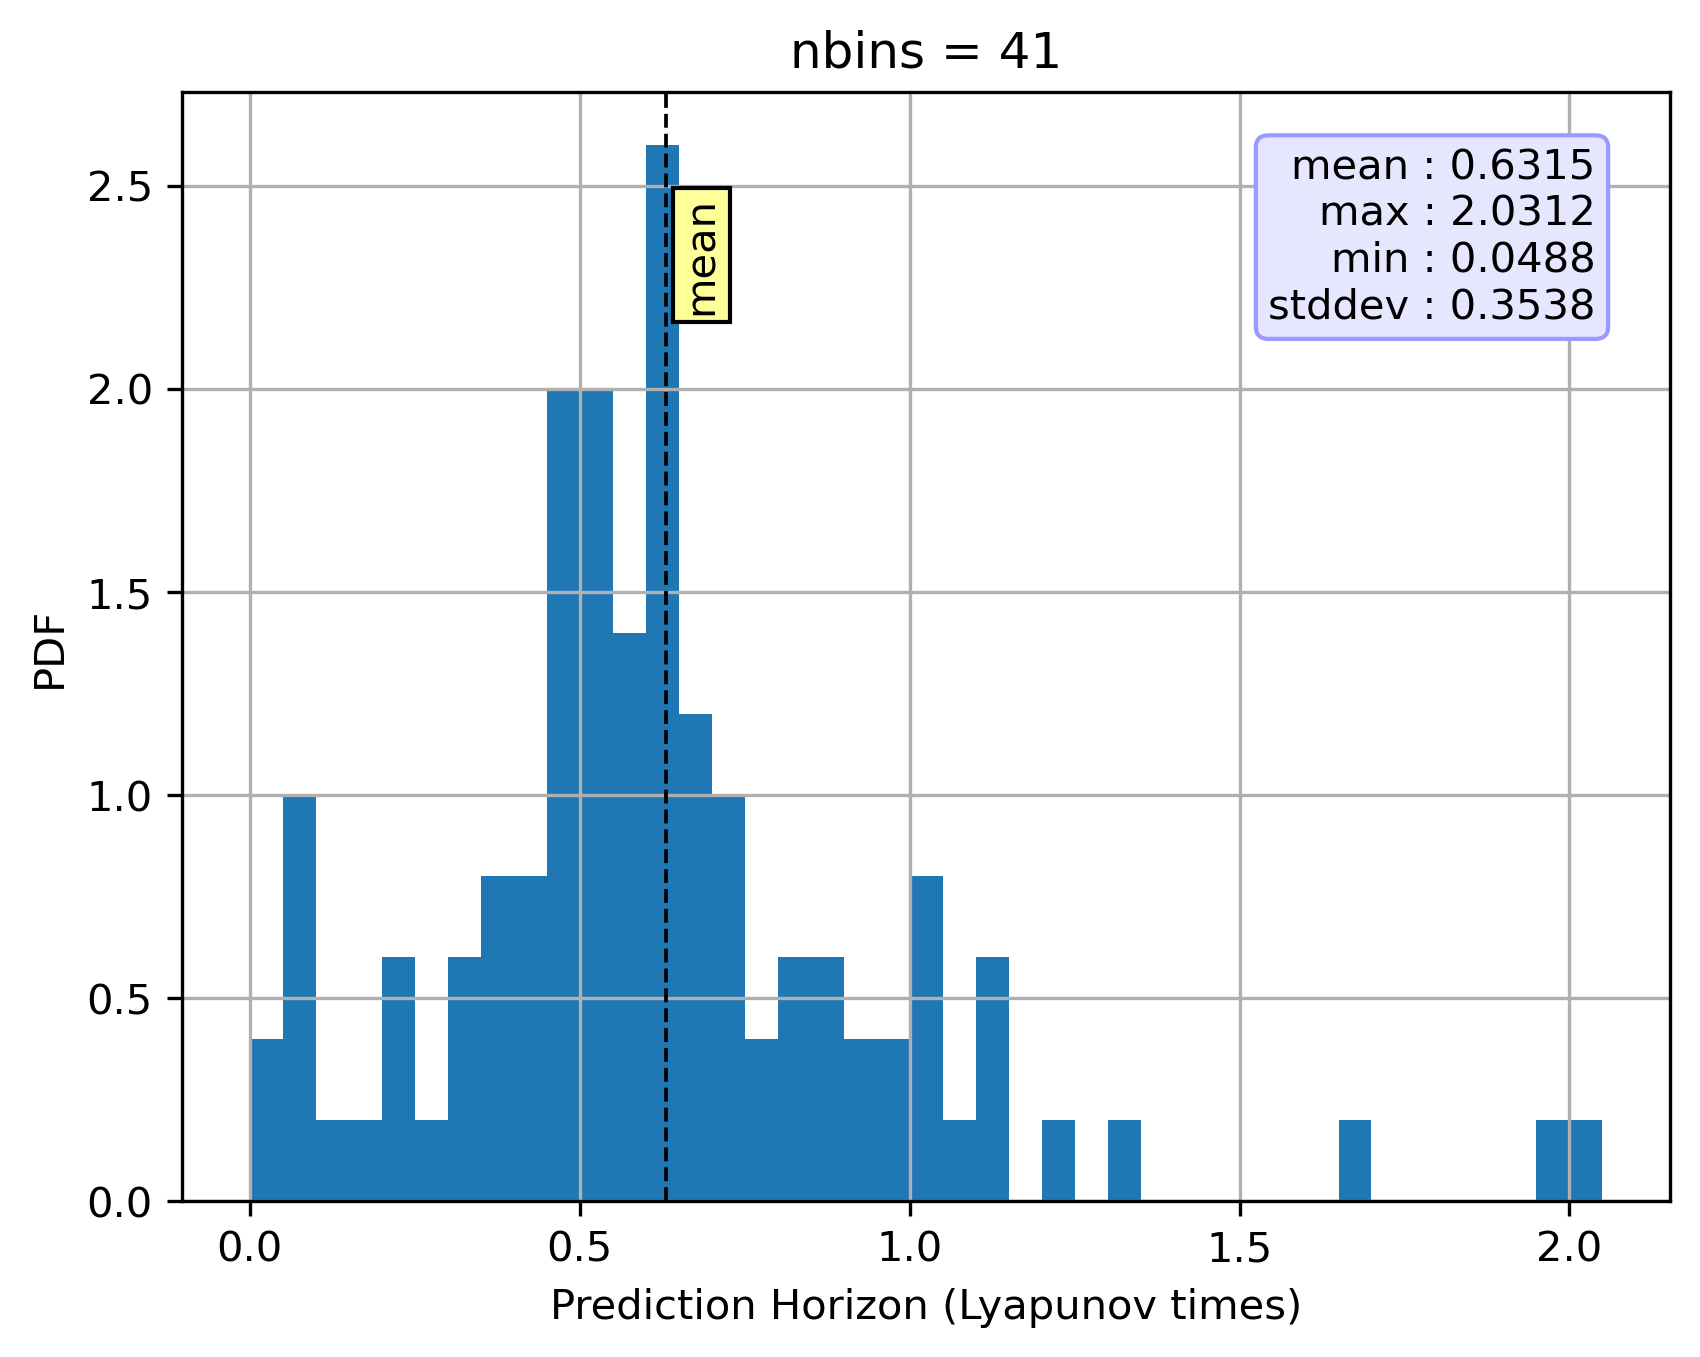 nbins = 41
mean : 0.6315
max : 2.0312
min : 0.0488
stddev : 0.3538
mean
2.5
2.0
1.5
1.0
0.5
0.0
PDF
0.0 0.5 1.0 1.5 2.0
Prediction Horizon (Lyapunov times)